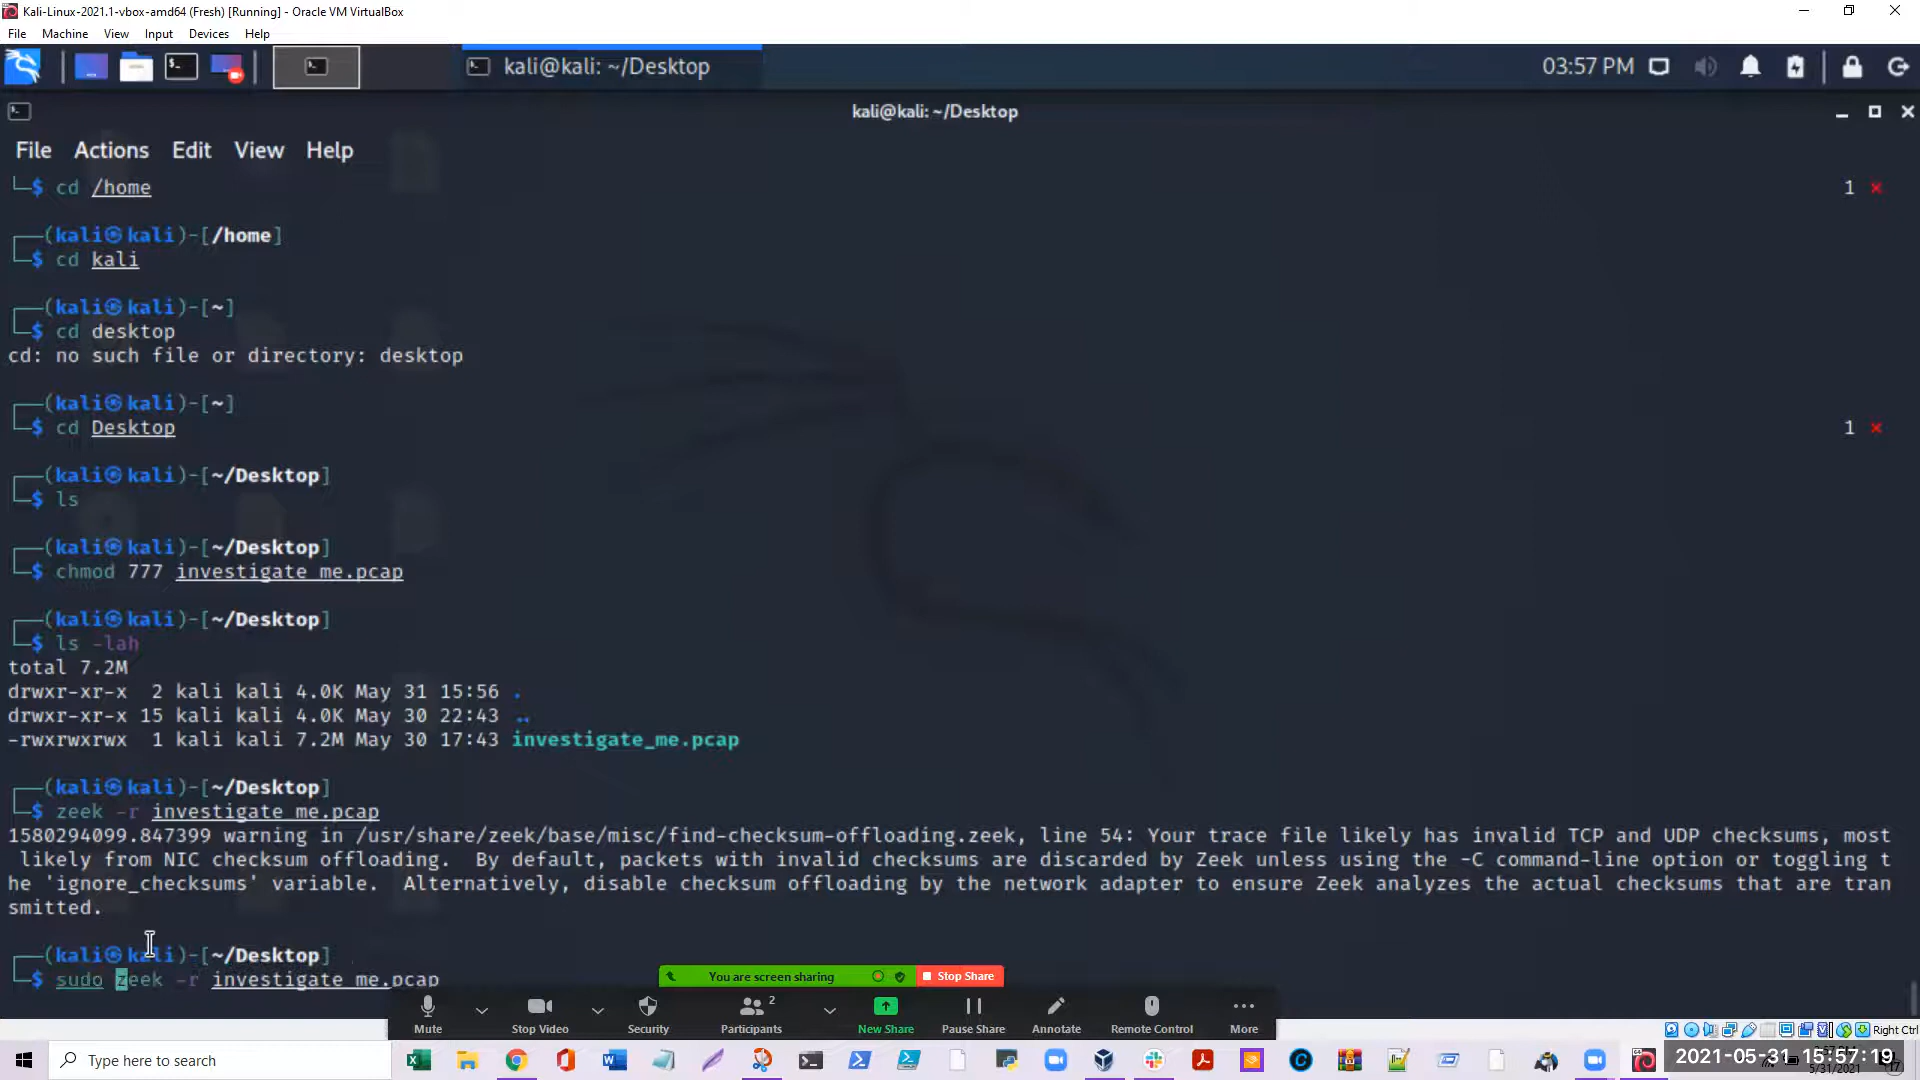 Kali-Linux-2021.1-vbox-amd64 (Fresh) [Running] - Oracle VM VirtualBox
File Machine View Input Devices Help
kali@kali: ~/Desktop
03:57 PM
kali@kali: ~/Desktop
File Actions Edit View Help
└─$ cd /home
1 ×
┌──(kali㉿kali)-[/home]
└─$ cd kali
┌──(kali㉿kali)-[~]
└─$ cd desktop
cd: no such file or directory: desktop
┌──(kali㉿kali)-[~]
└─$ cd Desktop
1 ×
┌──(kali㉿kali)-[~/Desktop]
└─$ ls
┌──(kali㉿kali)-[~/Desktop]
└─$ chmod 777 investigate_me.pcap
┌──(kali㉿kali)-[~/Desktop]
└─$ ls -lah
total 7.2M
drwxr-xr-x 2 kali kali 4.0K May 31 15:56 .
drwxr-xr-x 15 kali kali 4.0K May 30 22:43 ..
-rwxrwxrwx 1 kali kali 7.2M May 30 17:43 investigate_me.pcap
┌──(kali㉿kali)-[~/Desktop]
└─$ zeek -r investigate_me.pcap
1580294099.847399 warning in /usr/share/zeek/base/misc/find-checksum-offloading.zeek, line 54: Your trace file likely has invalid TCP and UDP checksums, most
likely from NIC checksum offloading. By default, packets with invalid checksums are discarded by Zeek unless using the -C command-line option or toggling t
he 'ignore_checksums' variable. Alternatively, disable checksum offloading by the network adapter to ensure Zeek analyzes the actual checksums that are tran
smitted.
┌──(kali㉿kali)-[~/Desktop]
└─$ sudo zeek -r investigate_me.pcap
You are screen sharing Stop Share
2
Mute Stop Video Security Participants New Share Pause Share Annotate Remote Control More
Right Ctrl
Type here to search
2021-05-31 15:57:19
5/31/2021